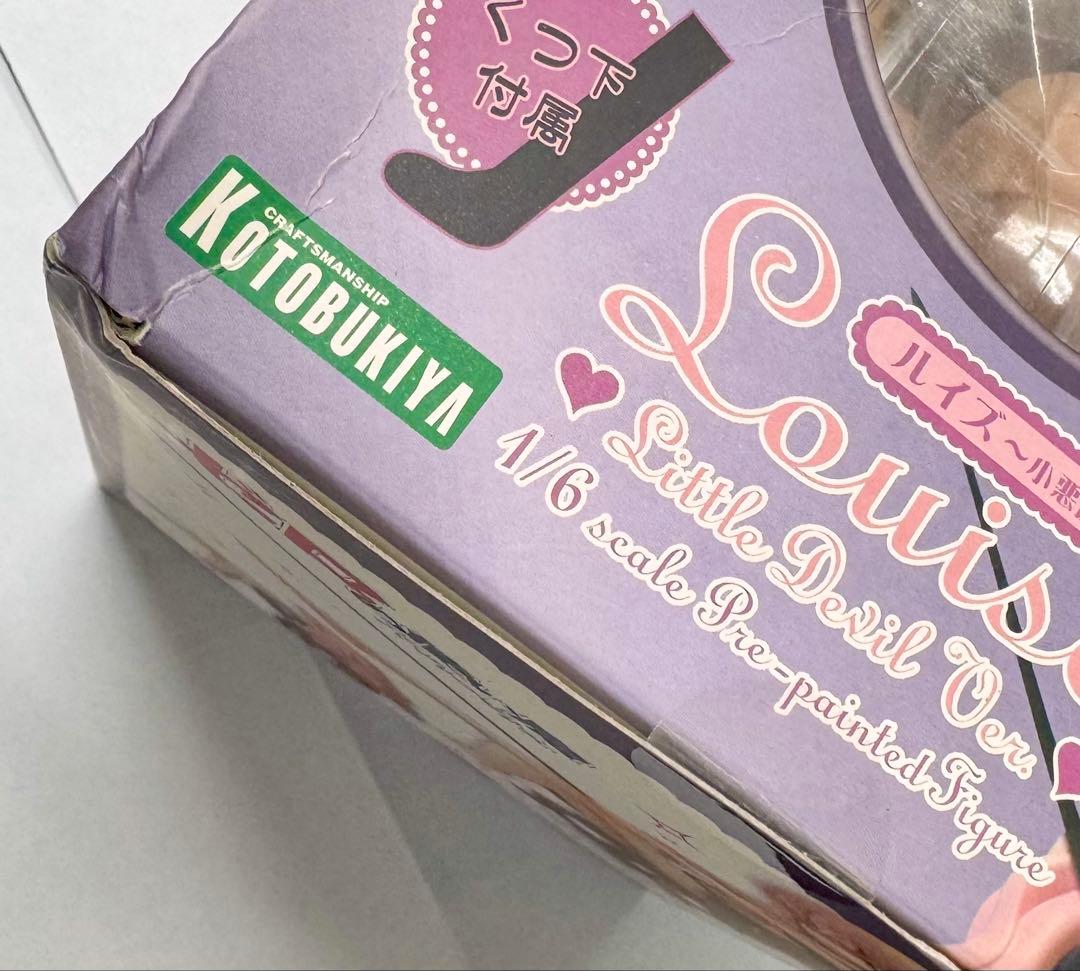 くつ下
付属
CRAFTSMANSHIP
KOTOBUKIYA
Louise
ルイズ～小悪
Little Devil Ver.
1/6 scale Pre-painted Figure